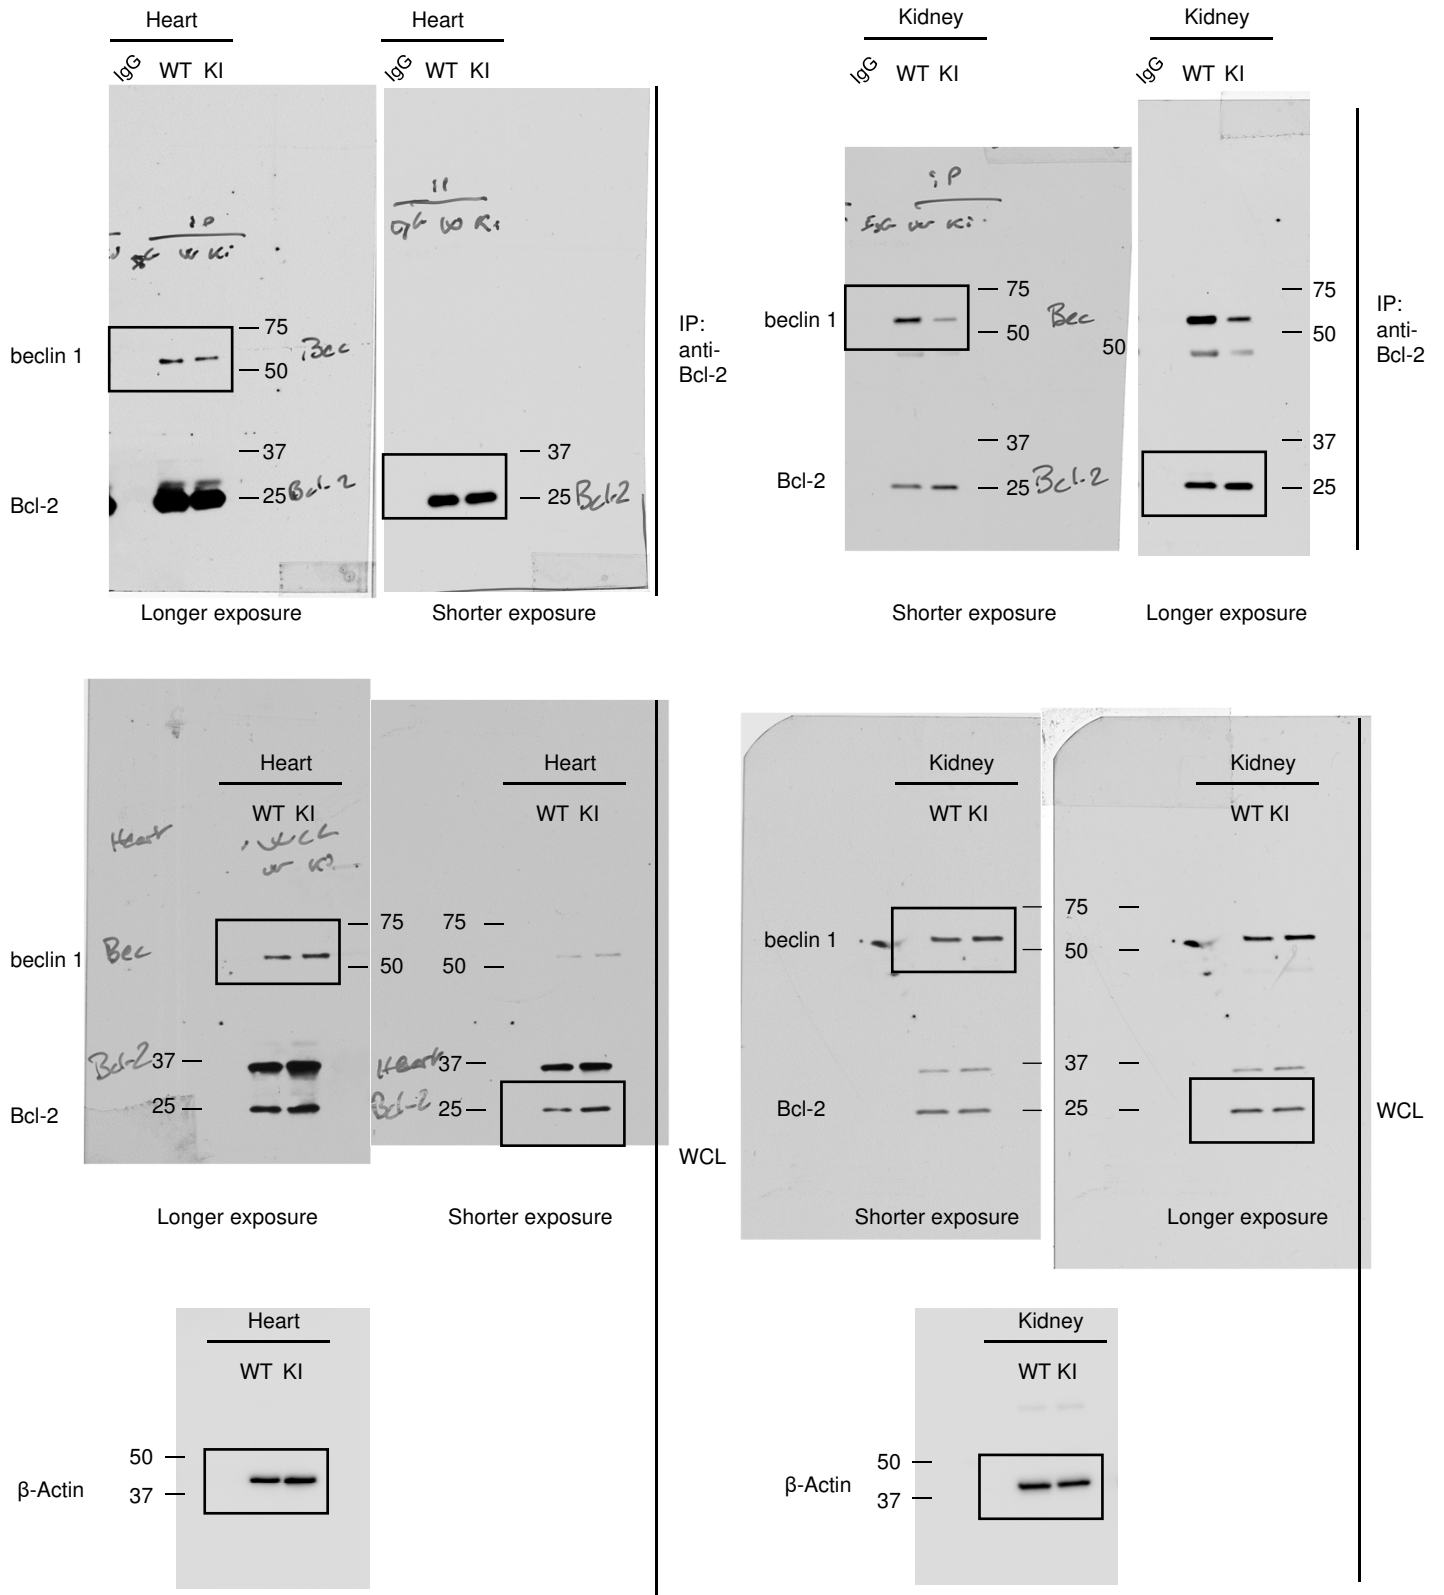 Heart
Heart
Kidney
Kidney
IgG WT KI
IgG WT KI
IgG WT KI
IgG WT KI
IP
Ki
iP
IgG W Ki
beclin 1
75
50
Bec
IP:
anti-
Bcl-2
beclin 1
75
50
Bec
50
75
50
IP:
anti-
Bcl-2
Bcl-2
37
25
Bcl-2
37
25
Bcl-2
Bcl-2
37
25
Bcl-2
37
25
Longer exposure
Shorter exposure
Shorter exposure
Longer exposure
Heart
Heart
Kidney
Kidney
WT KI
WT KI
WT KI
WT KI
Heart
WCL
beclin 1
Bec
75
50
75
50
beclin 1
75
50
Bcl-2
37
Heart
37
37
Bcl-2
25
Bcl-2
25
Bcl-2
25
WCL
WCL
Longer exposure
Shorter exposure
Shorter exposure
Longer exposure
Heart
Kidney
WT KI
WT KI
β-Actin
50
37
β-Actin
50
37